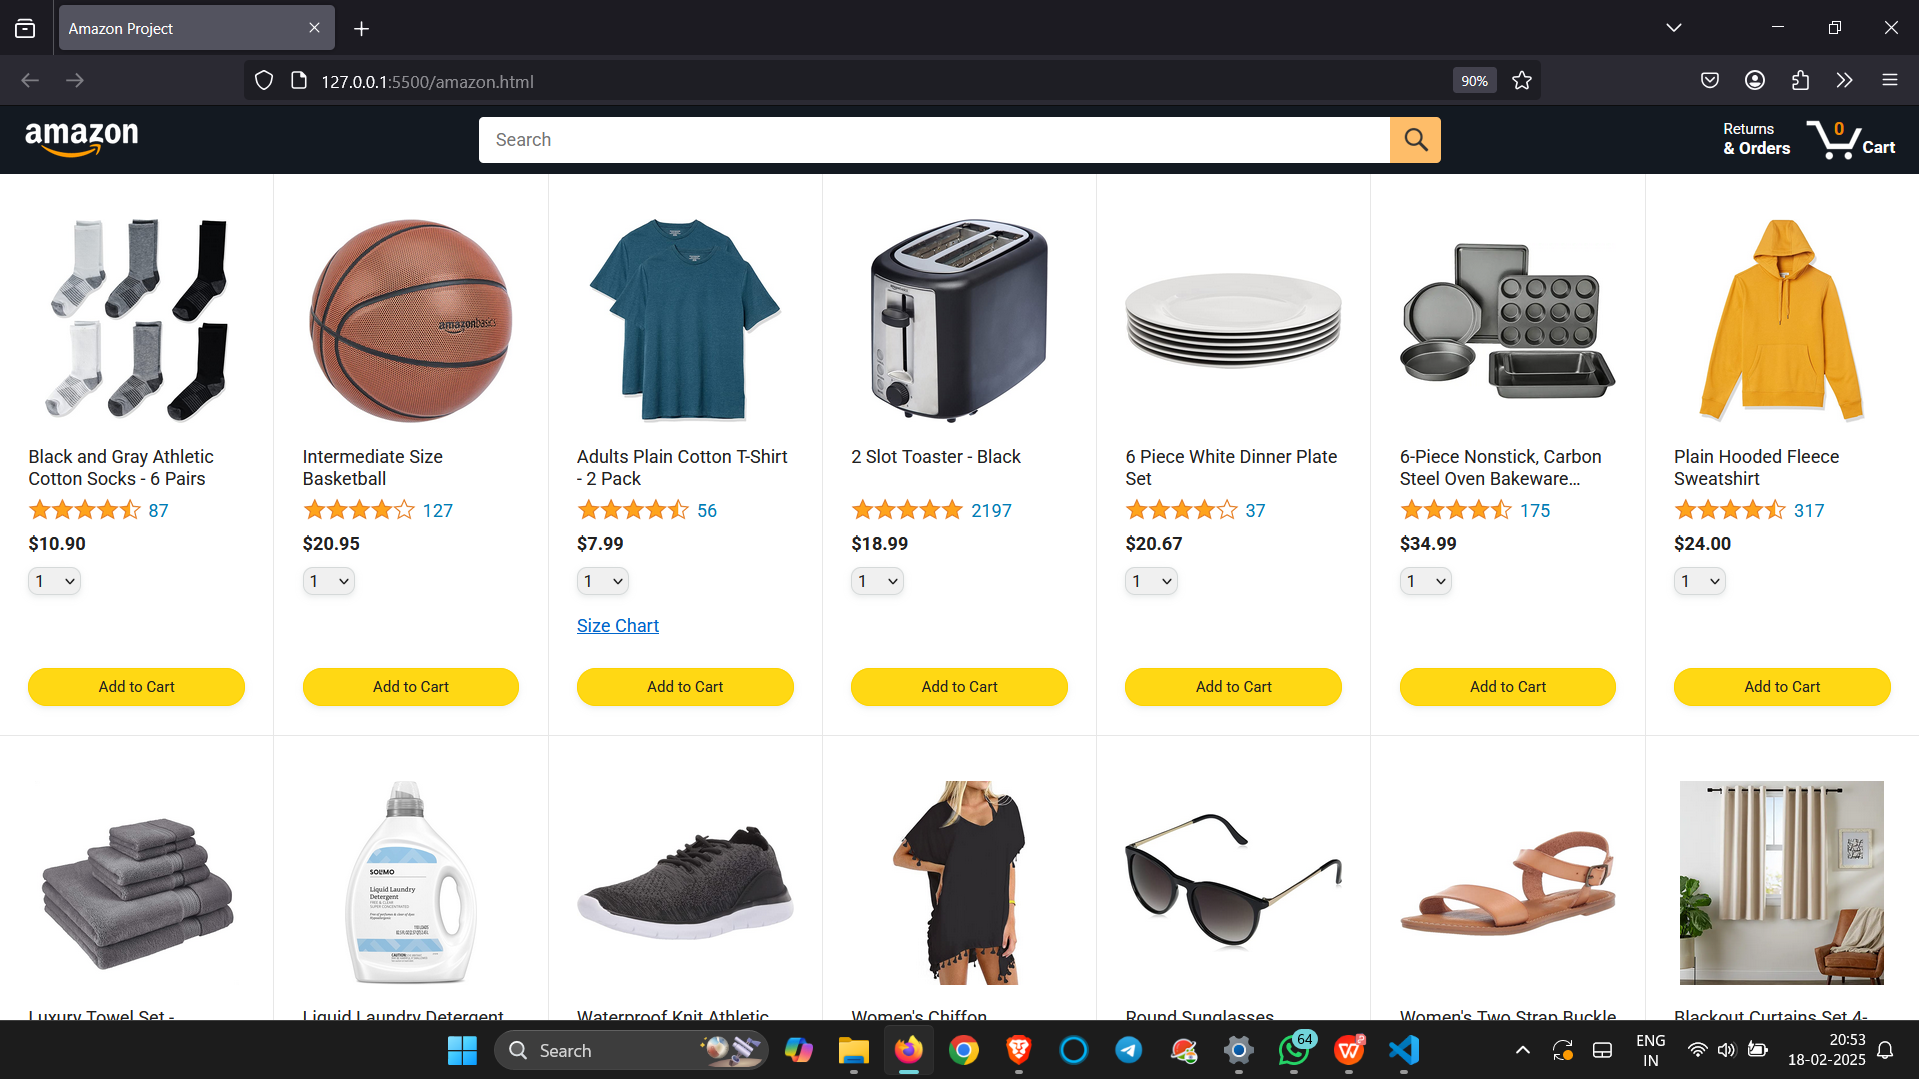 Amazon Project
127.0.0.1:5500/amazon.html
90%
amazon
Search
Returns
& Orders
0
Cart
amazonbasics
Black and Gray Athletic
Cotton Socks - 6 Pairs
87
$10.90
1
Add to Cart
Intermediate Size
Basketball
127
$20.95
1
Add to Cart
Adults Plain Cotton T-Shirt
- 2 Pack
56
$7.99
1
Size Chart
Add to Cart
2 Slot Toaster - Black
2197
$18.99
1
Add to Cart
6 Piece White Dinner Plate
Set
37
$20.67
1
Add to Cart
6-Piece Nonstick, Carbon
Steel Oven Bakeware...
175
$34.99
1
Add to Cart
Plain Hooded Fleece
Sweatshirt
317
$24.00
1
Add to Cart
SOLIMO
Liquid Laundry
Detergent
FREE & CLEAR
Luxury Towel Set -
Liquid Laundry Detergent
Waterproof Knit Athletic
Women's Chiffon
Round Sunglasses
Women's Two Strap Buckle
Blackout Curtains Set 4-
Search
64
ENG
IN
20:53
18-02-2025